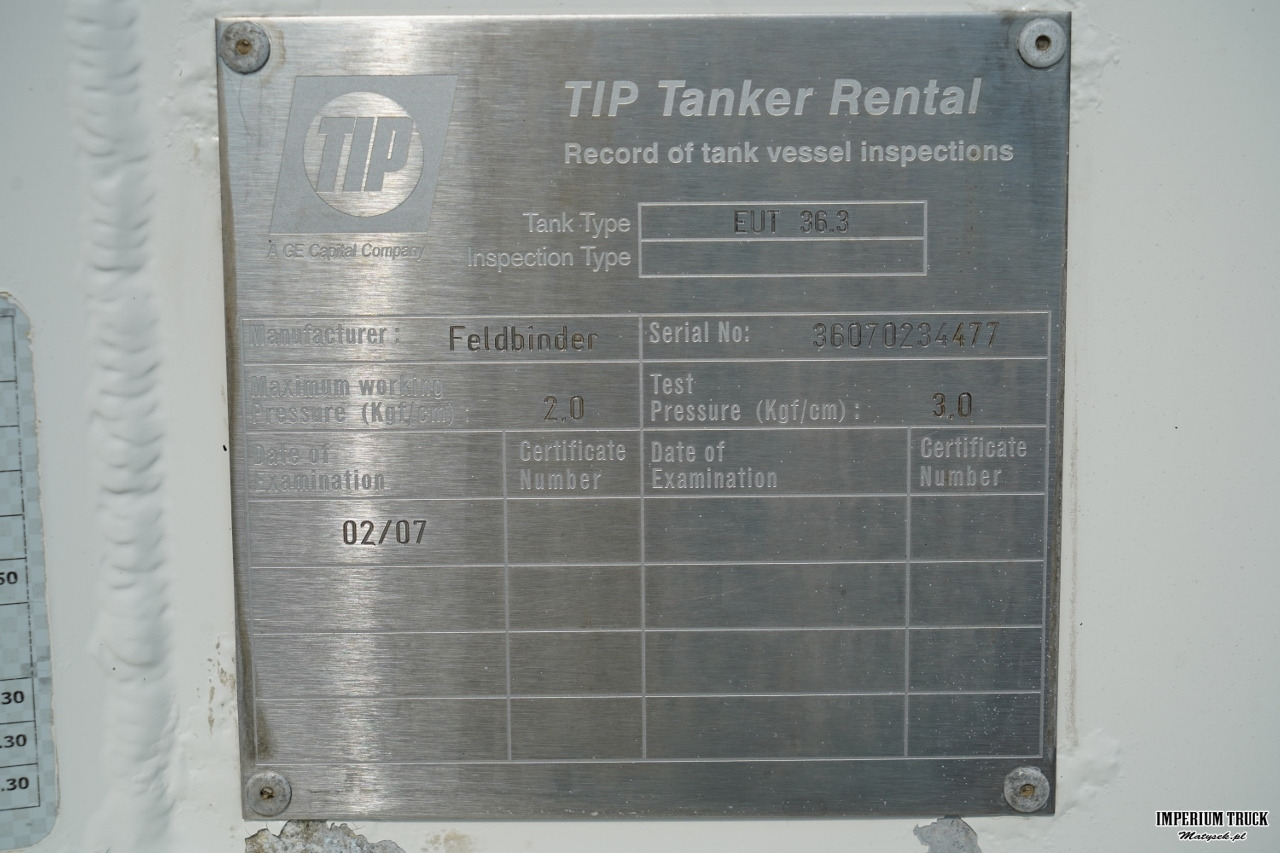 TIP
A GE Capital Company
TIP Tanker Rental
Record of tank vessel inspections
Tank Type EUT 36.3
Inspection Type
Manufacturer: Feldbinder
Serial No: 36070234477
Maximum working
Pressure (Kgf/cm): 2.0
Test
Pressure (Kgf/cm): 3.0
Date of
Examination
Certificate
Number
Date of
Examination
Certificate
Number
02/07
50
.30
.30
.30
IMPERIUM TRUCK
Matysek.pl